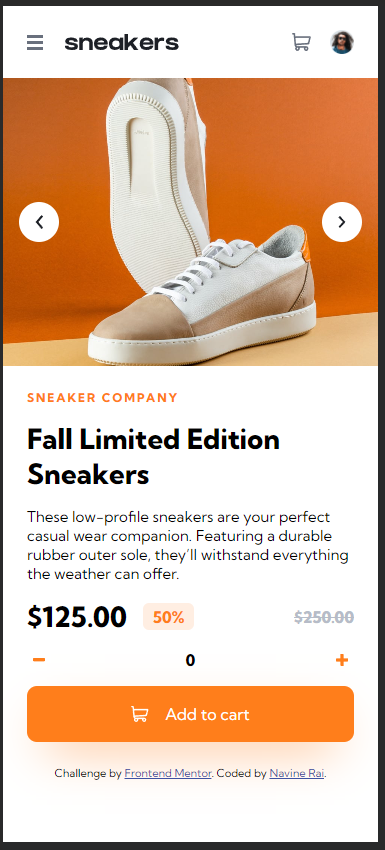 sneakers
SNEAKER COMPANY
Fall Limited Edition
Sneakers
These low-profile sneakers are your perfect
casual wear companion. Featuring a durable
rubber outer sole, they’ll withstand everything
the weather can offer.
$125.00 50% $250.00
0
Add to cart
Challenge by Frontend Mentor. Coded by Navine Rai.